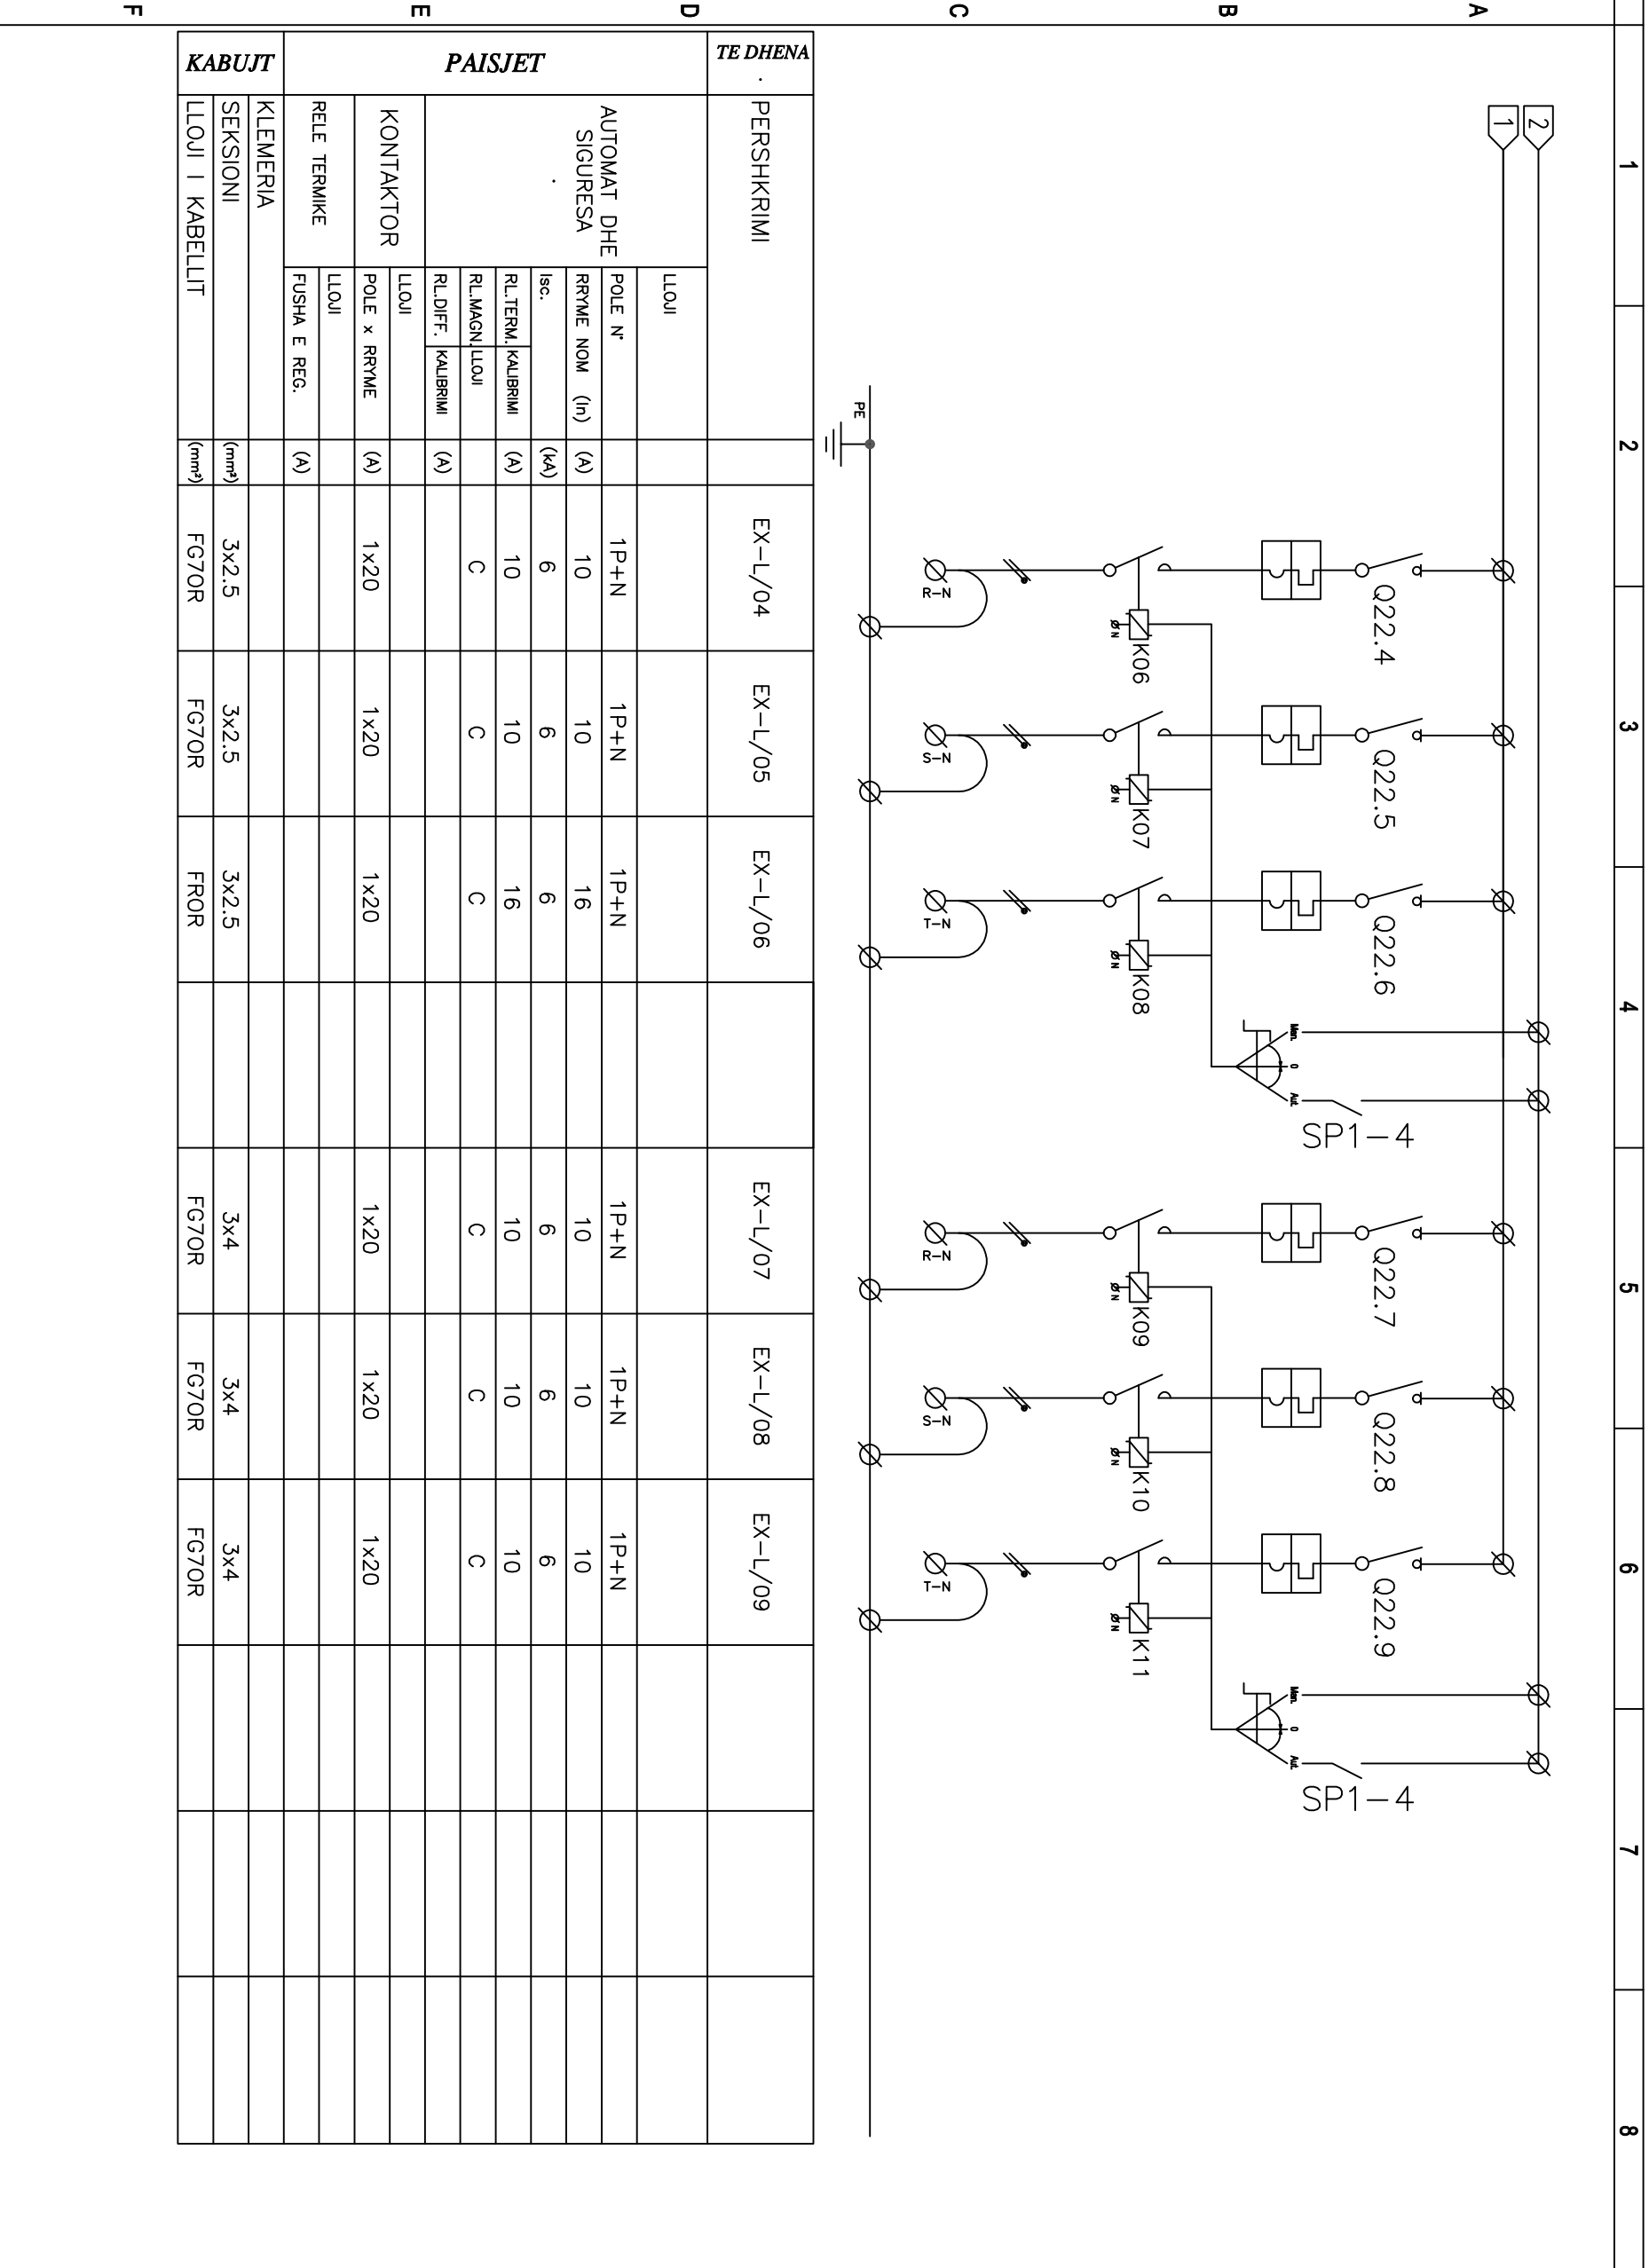 1 2 3 4 5 6 7 8
A
B
C
D
E
F
2
1
Q22.4 Q22.5 Q22.6 Q22.7 Q22.8 Q22.9
SP1-4 SP1-4
Man. 0 Aut. Man. 0 Aut.
K06 K07 K08 K09 K10 K11
N N N N N N
R-N S-N T-N R-N S-N T-N
PE
TE DHENA PERSHKRIMI EX-L/04 EX-L/05 EX-L/06 EX-L/07 EX-L/08 EX-L/09
PAISJET
AUTOMAT DHE
SIGURESA
LLOJI
POLE N° 1P+N 1P+N 1P+N 1P+N 1P+N 1P+N
RRYME NOM (In) (A) 10 10 16 10 10 10
Isc. (kA) 6 6 6 6 6 6
RL.TERM. KALIBRIMI (A) 10 10 16 10 10 10
RL.MAGN. LLOJI C C C C C C
RL.DIFF. KALIBRIMI (A)
KONTAKTOR
LLOJI
POLE x RRYME (A) 1x20 1x20 1x20 1x20 1x20 1x20
RELE TERMIKE
LLOJI
FUSHA E REG. (A)
KABUJT
KLEMERIA
SEKSIONI (mm²) 3x2.5 3x2.5 3x2.5 3x4 3x4 3x4
LLOJI I KABELLIT (mm²) FG7OR FG7OR FROR FG7OR FG7OR FG7OR